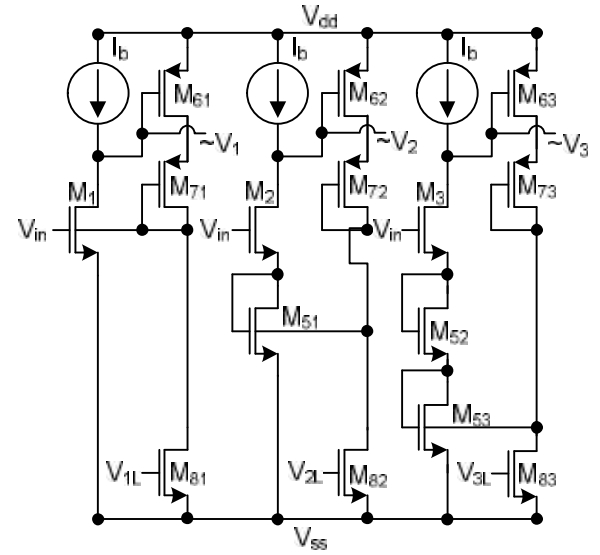 Vdd
Ib Ib Ib
M61 M62 M63
~V1 ~V2 ~V3
M1 M71 M2 M72 M3 M73
Vin Vin Vin
M51 M52
M53
V1L M81 V2L M82 V3L M83
Vss